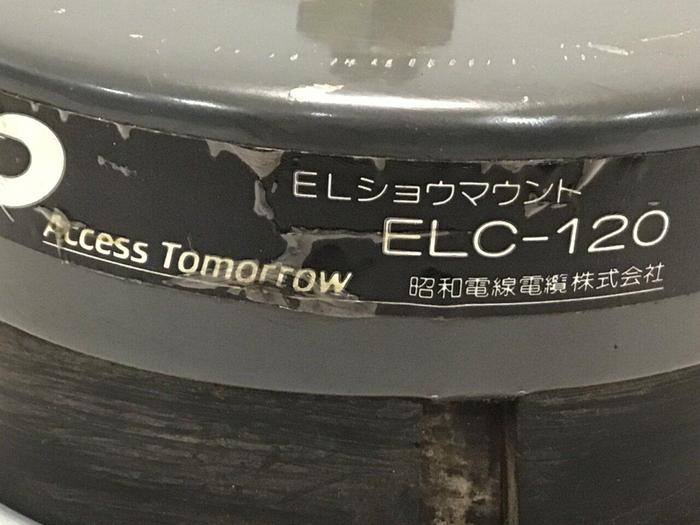 ELショウマウント
ELC-120
Access Tomorrow
昭和電線電纜株式会社